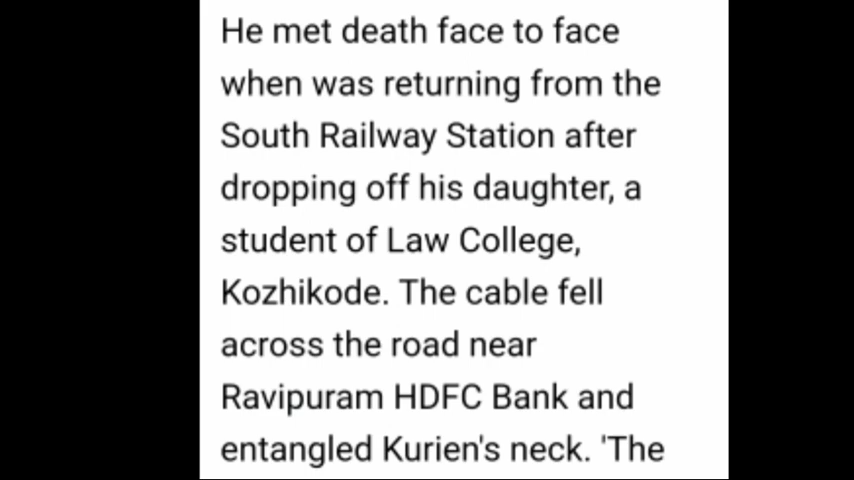 He met death face to face
when was returning from the
South Railway Station after
dropping off his daughter, a
student of Law College,
Kozhikode. The cable fell
across the road near
Ravipuram HDFC Bank and
entangled Kurien's neck. 'The